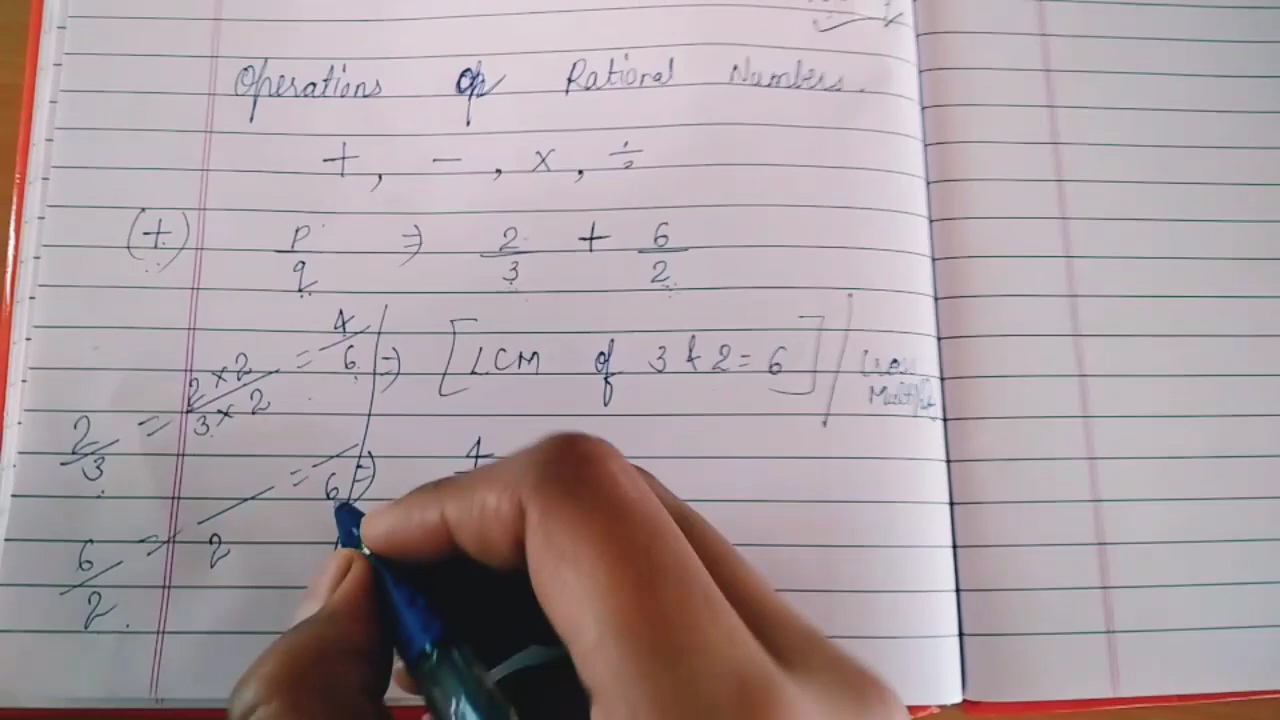 Operations of Rational Numbers.
+, -, ×, ÷
(+) p/q ⇒ 2/3 + 6/2
⇒ [LCM of 3 & 2 = 6] /
2/3 = 2×2/3×2 = 4/6
⇒ 4
6/2 = /2 = /6